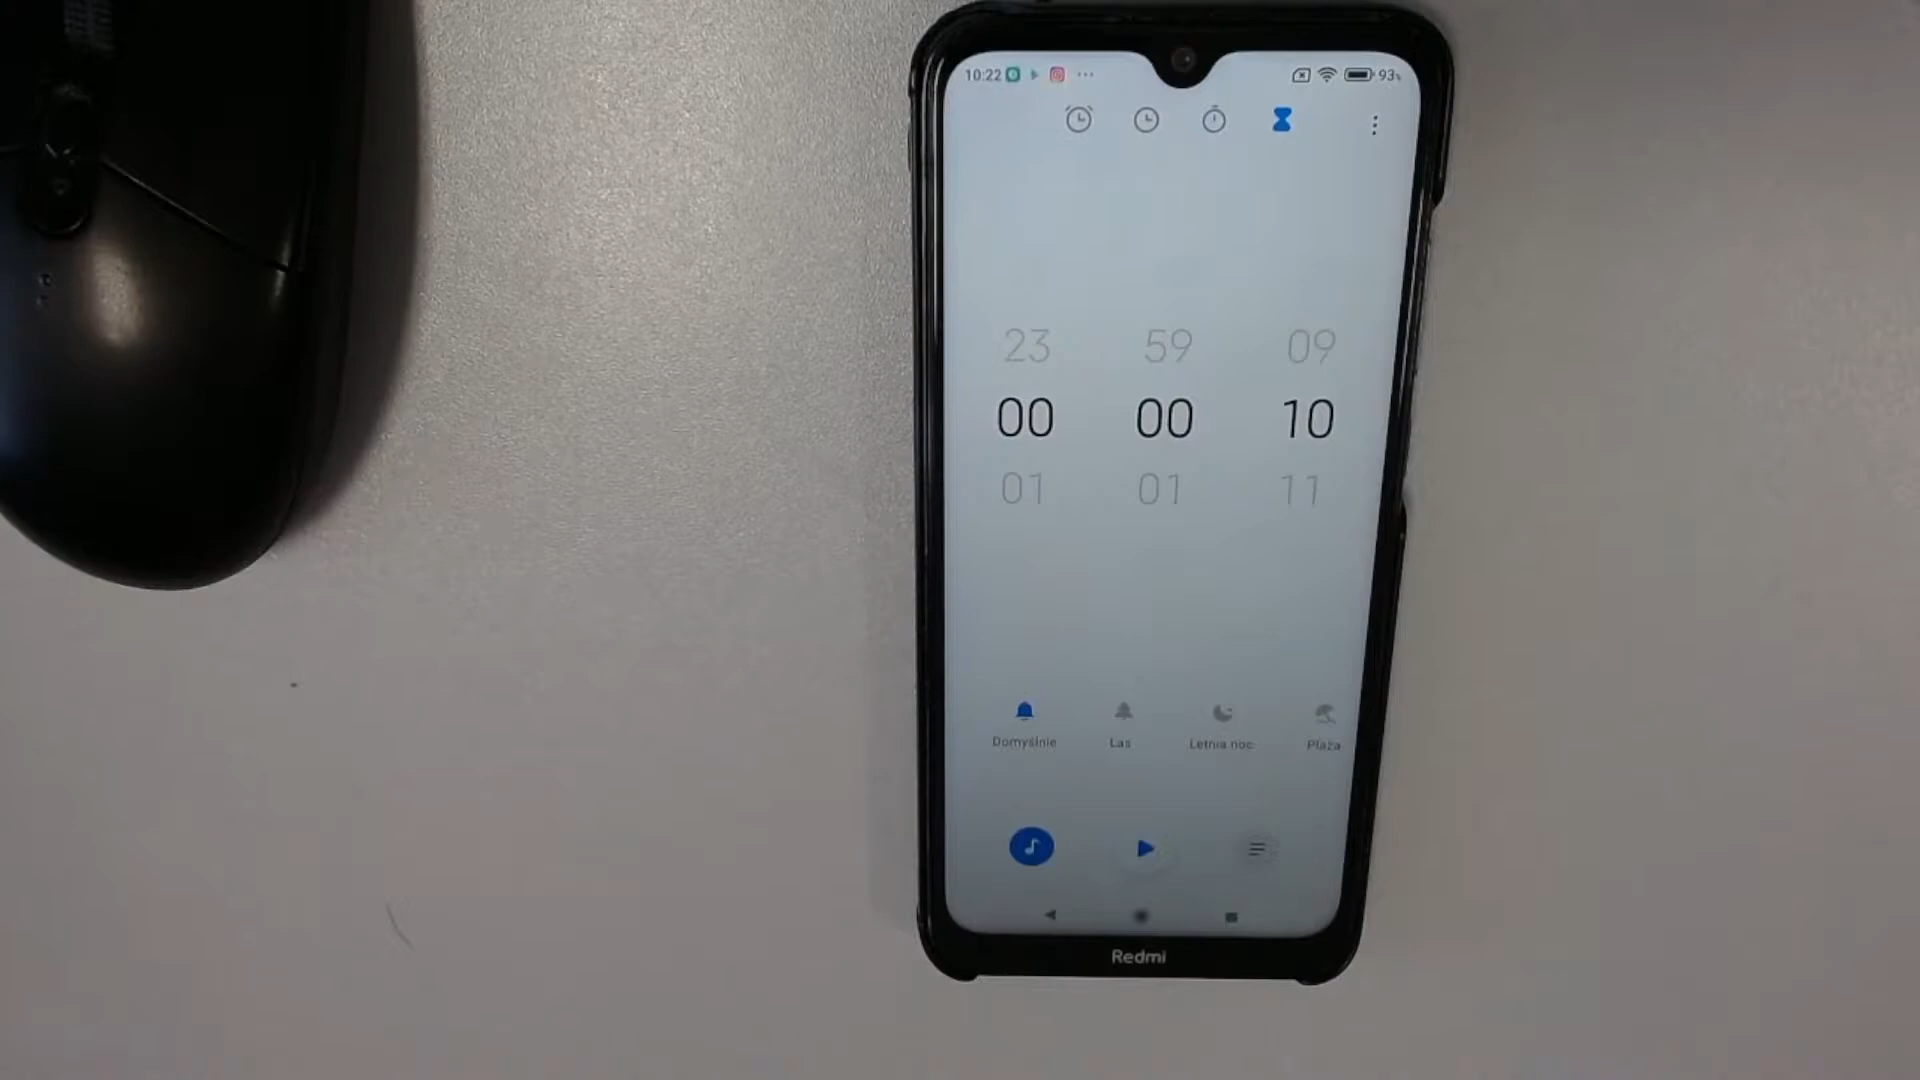 10:22 93%
23 59 09
00 00 10
01 01 11
Domyślnie Las Letnia noc Plaża
Redmi